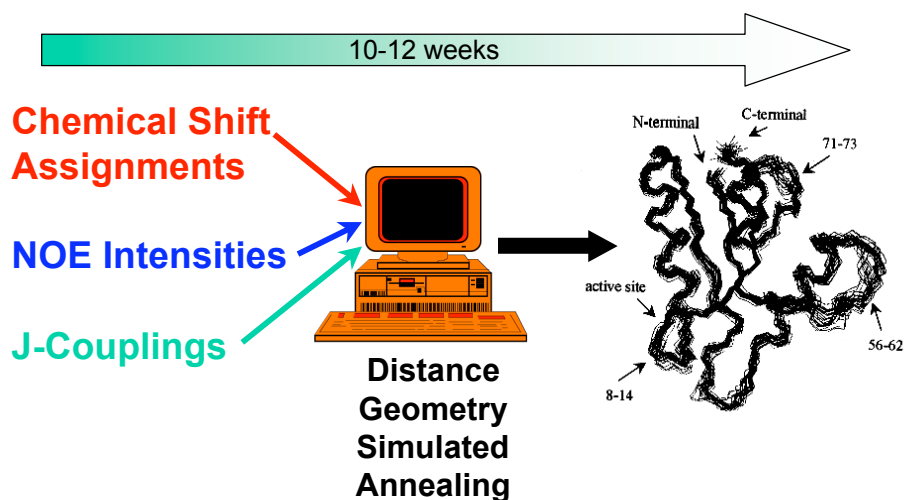 10-12 weeks
Chemical Shift
Assignments
NOE Intensities
J-Couplings
Distance
Geometry
Simulated
Annealing
N-terminal
C-terminal
71-73
active site
56-62
8-14